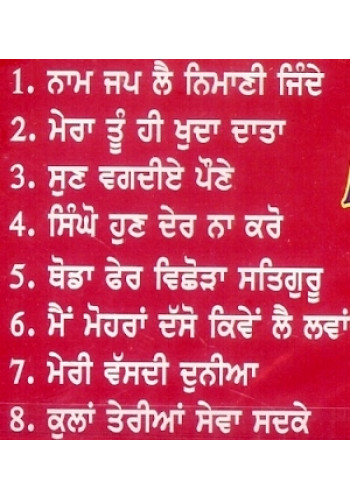 1. ਨਾਮ ਜਪ ਲੈ ਨਿਮਾਣੀ ਜਿੰਦੇ
2. ਮੇਰਾ ਤੂੰ ਹੀ ਖੁਦਾ ਦਾਤਾ
3. ਸੁਣ ਵਗਦੀਏ ਪੌਣੇ
4. ਸਿੰਘੋ ਹੁਣ ਦੇਰ ਨਾ ਕਰੋ
5. ਥੋਡਾ ਫੇਰ ਵਿਛੋੜਾ ਸਤਿਗੁਰੂ
6. ਮੈਂ ਮੋਹਰਾਂ ਦੱਸੋ ਕਿਵੇਂ ਲੈ ਲਵਾਂ
7. ਮੇਰੀ ਵੱਸਦੀ ਦੁਨੀਆ
8. ਕੁਲਾਂ ਤੇਰੀਆਂ ਸੇਵਾ ਸਦਕੇ